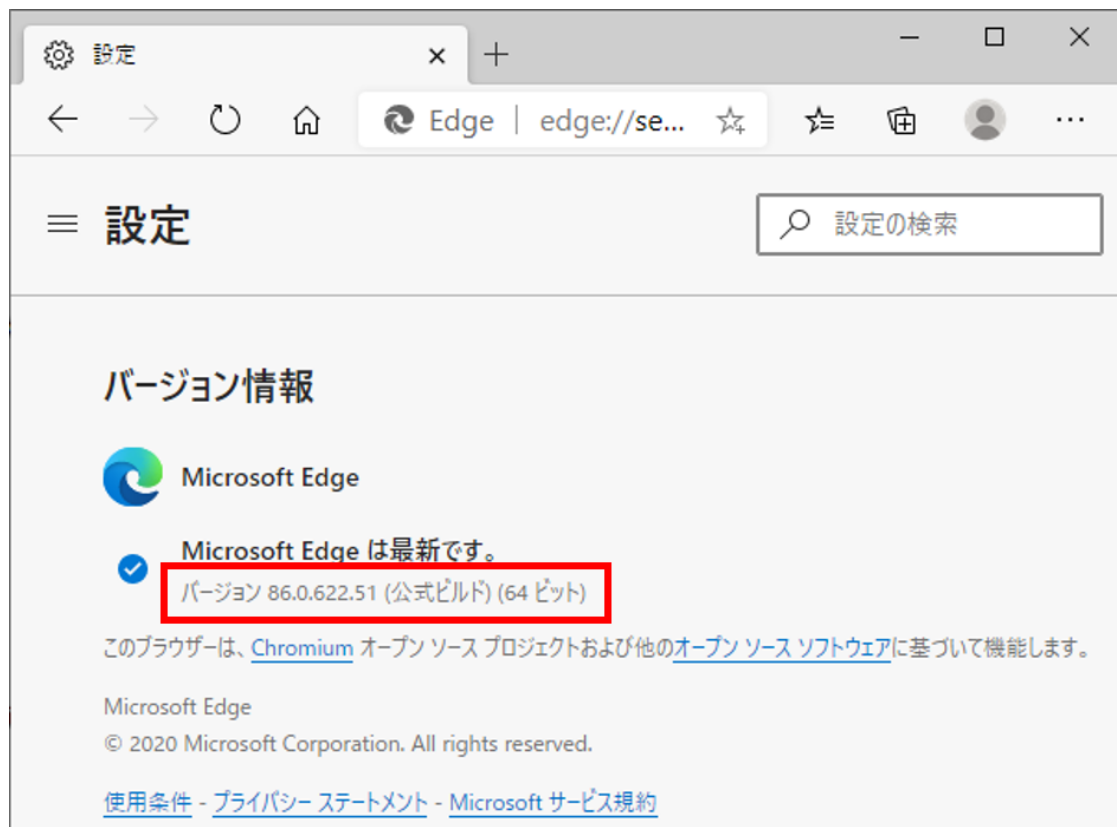 設定
Edge | edge://se...
設定
設定の検索
バージョン情報
Microsoft Edge
Microsoft Edge は最新です。
バージョン 86.0.622.51 (公式ビルド) (64 ビット)
このブラウザーは、Chromium オープン ソース プロジェクトおよび他のオープン ソース ソフトウェアに基づいて機能します。
Microsoft Edge
© 2020 Microsoft Corporation. All rights reserved.
使用条件 - プライバシー ステートメント - Microsoft サービス規約